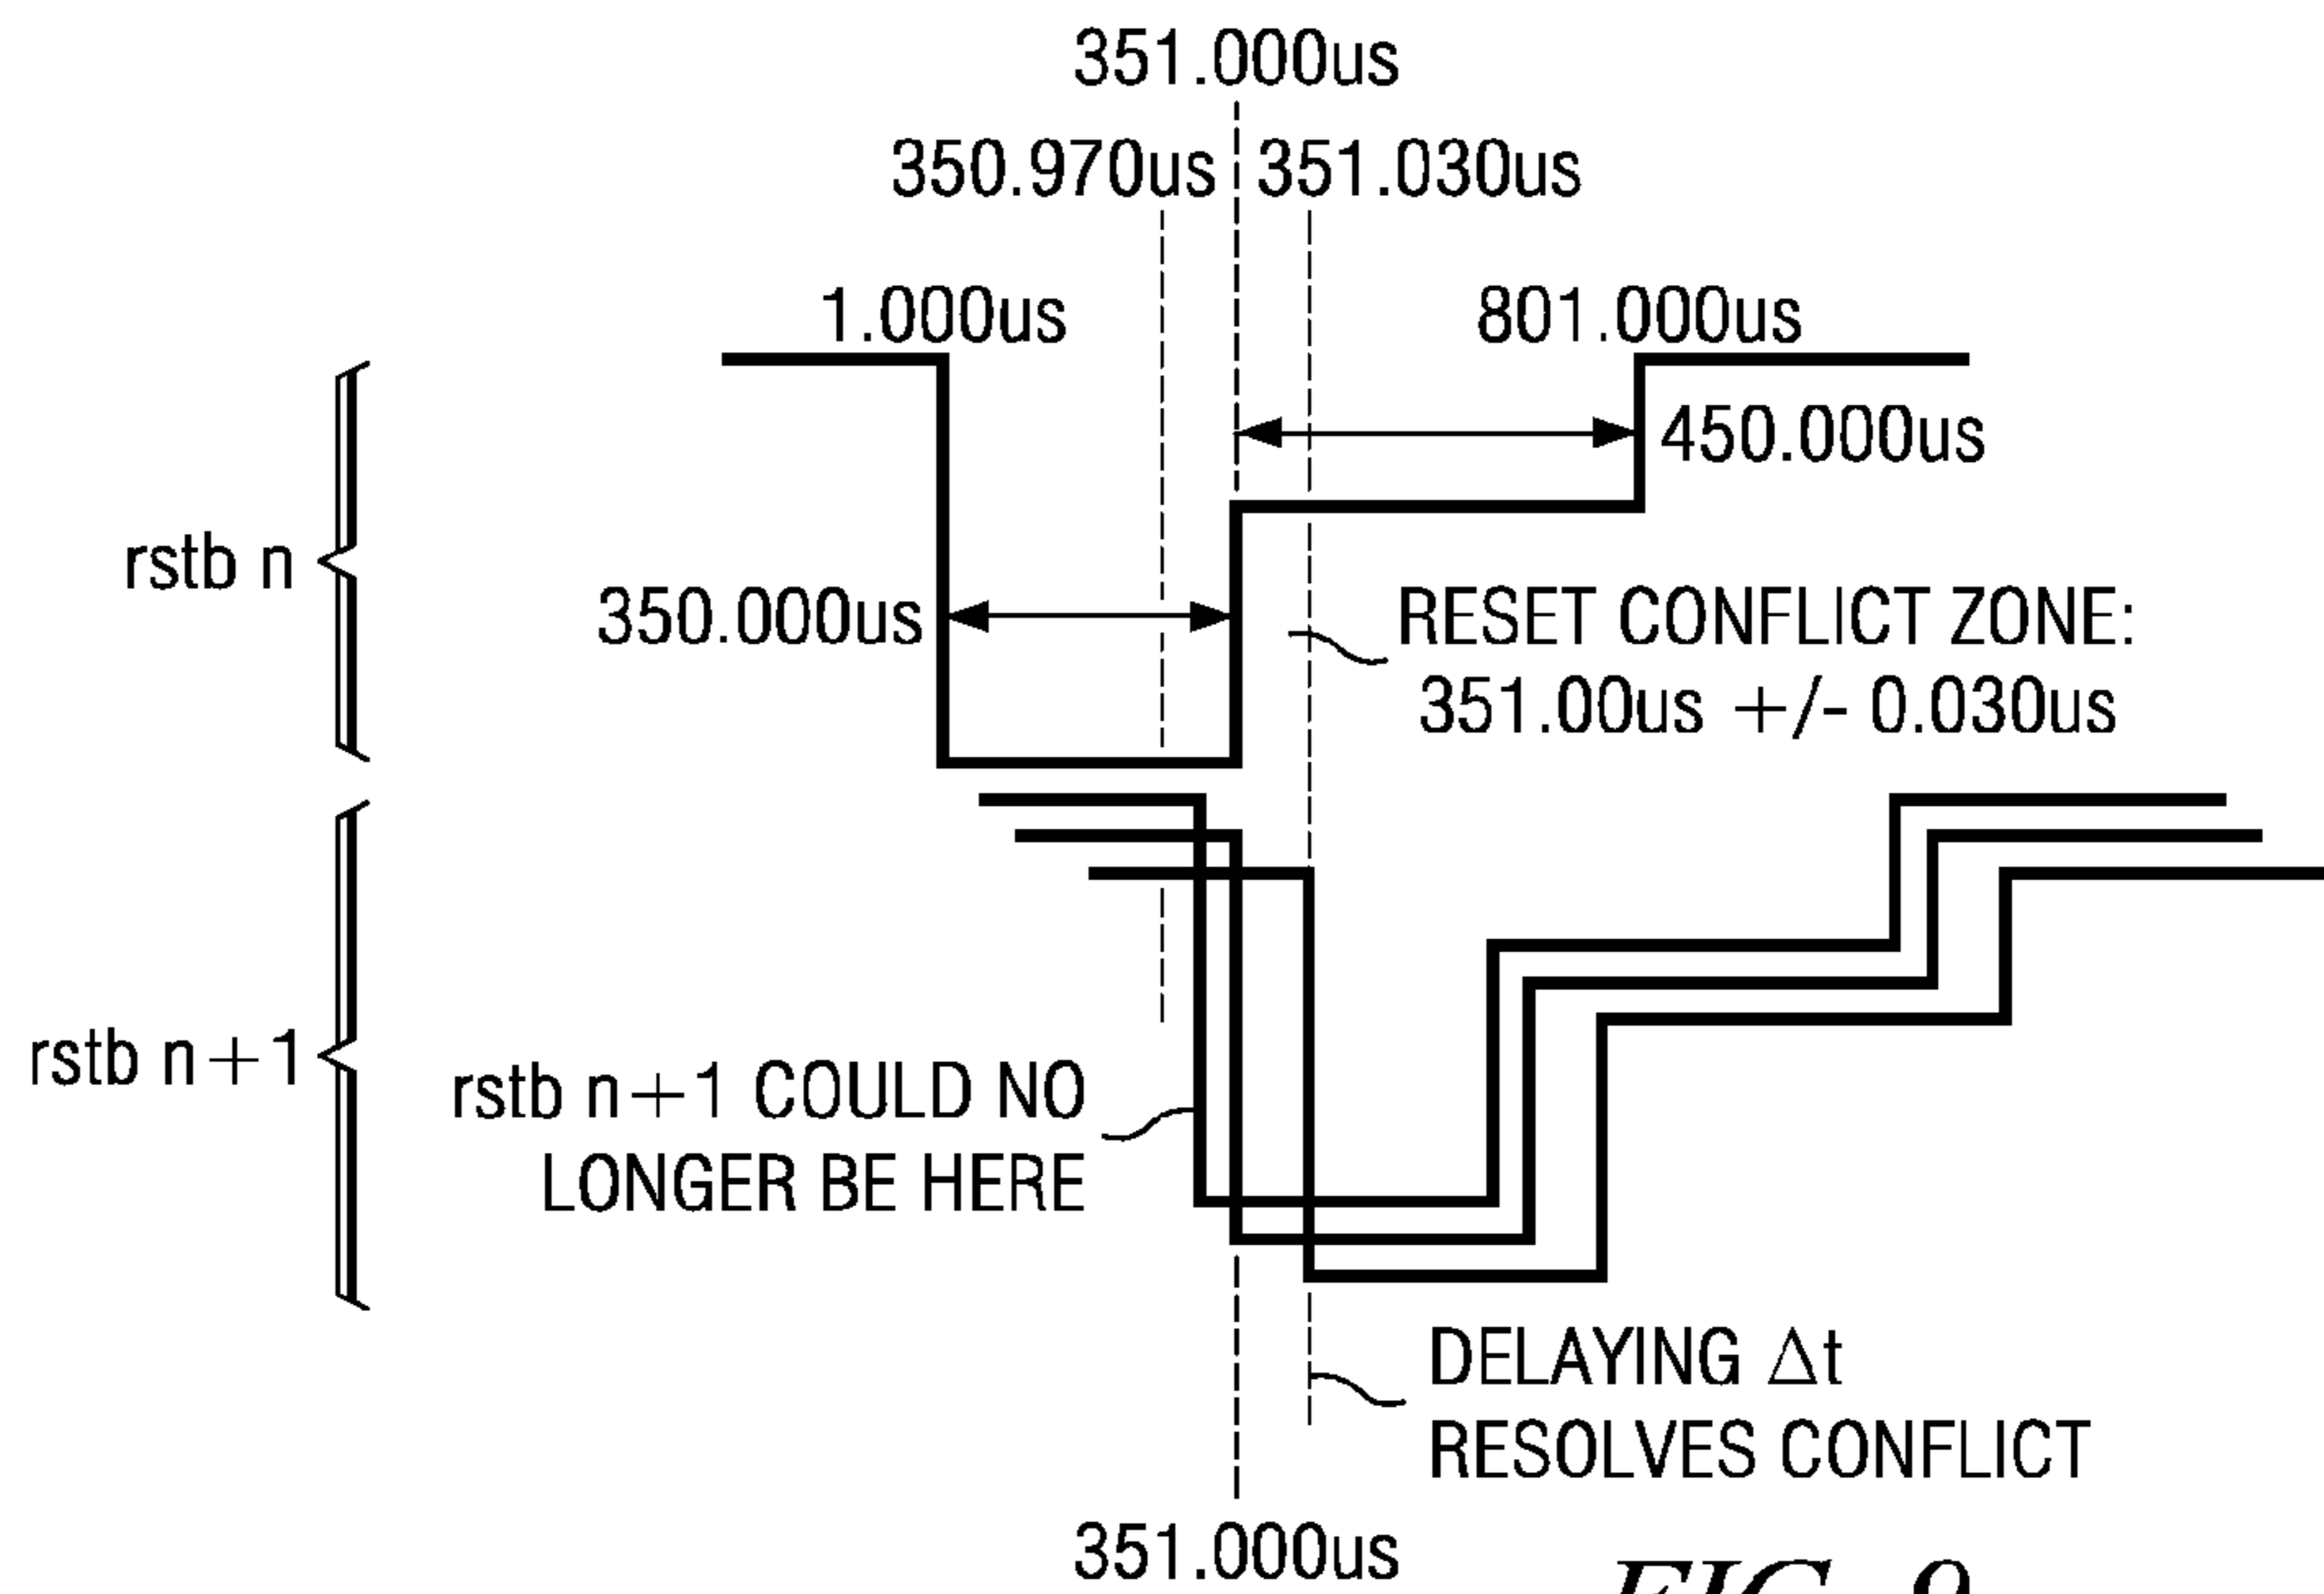 351.000us
350.970us
351.030us
1.000us
801.000us
450.000us
rstb n
350.000us
RESET CONFLICT ZONE:
351.00us +/- 0.030us
rstb n+1
rstb n+1 COULD NO
LONGER BE HERE
DELAYING Δt
RESOLVES CONFLICT
351.000us
FIG.